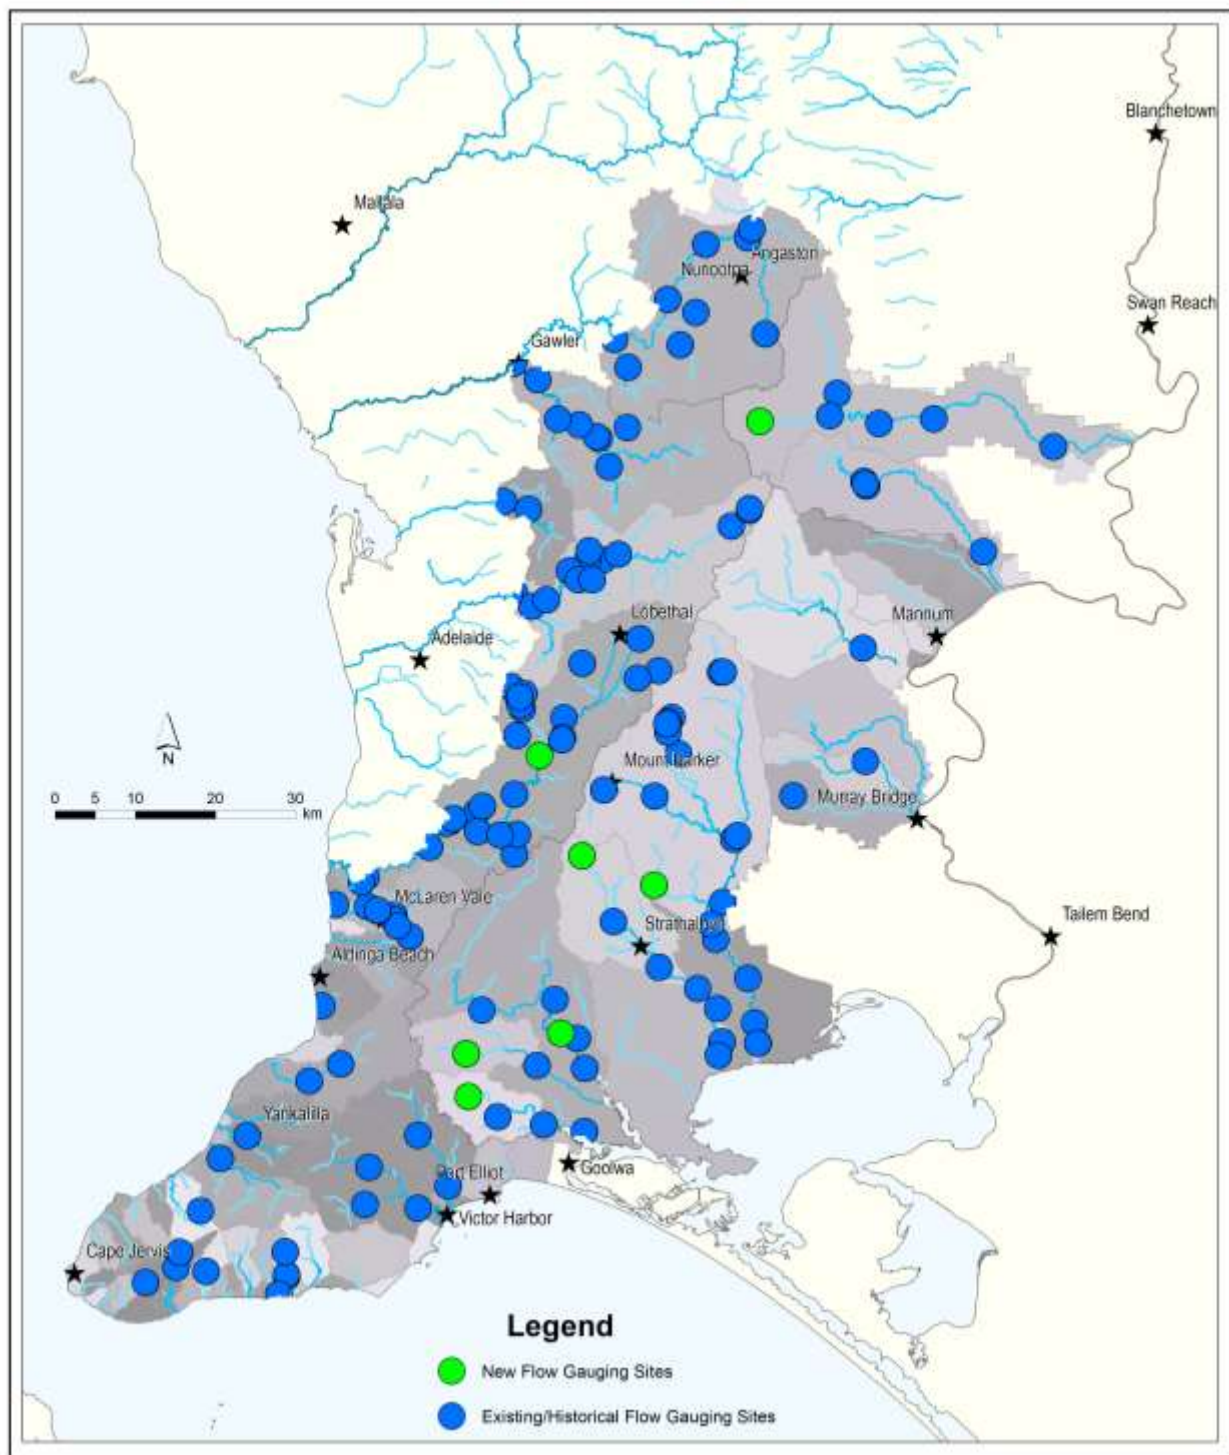 Blanchetown
Mallala
Angaston
Nuriootpa
Swan Reach
Gawler
Lobethal
Mannum
Adelaide
N
Mount Barker
0 5 10 20 30
km
Murray Bridge
McLaren Vale
Tailem Bend
Strathalbyn
Aldinga Beach
Yankalilla
Port Elliot
Goolwa
Victor Harbor
Cape Jervis
Legend
New Flow Gauging Sites
Existing/Historical Flow Gauging Sites